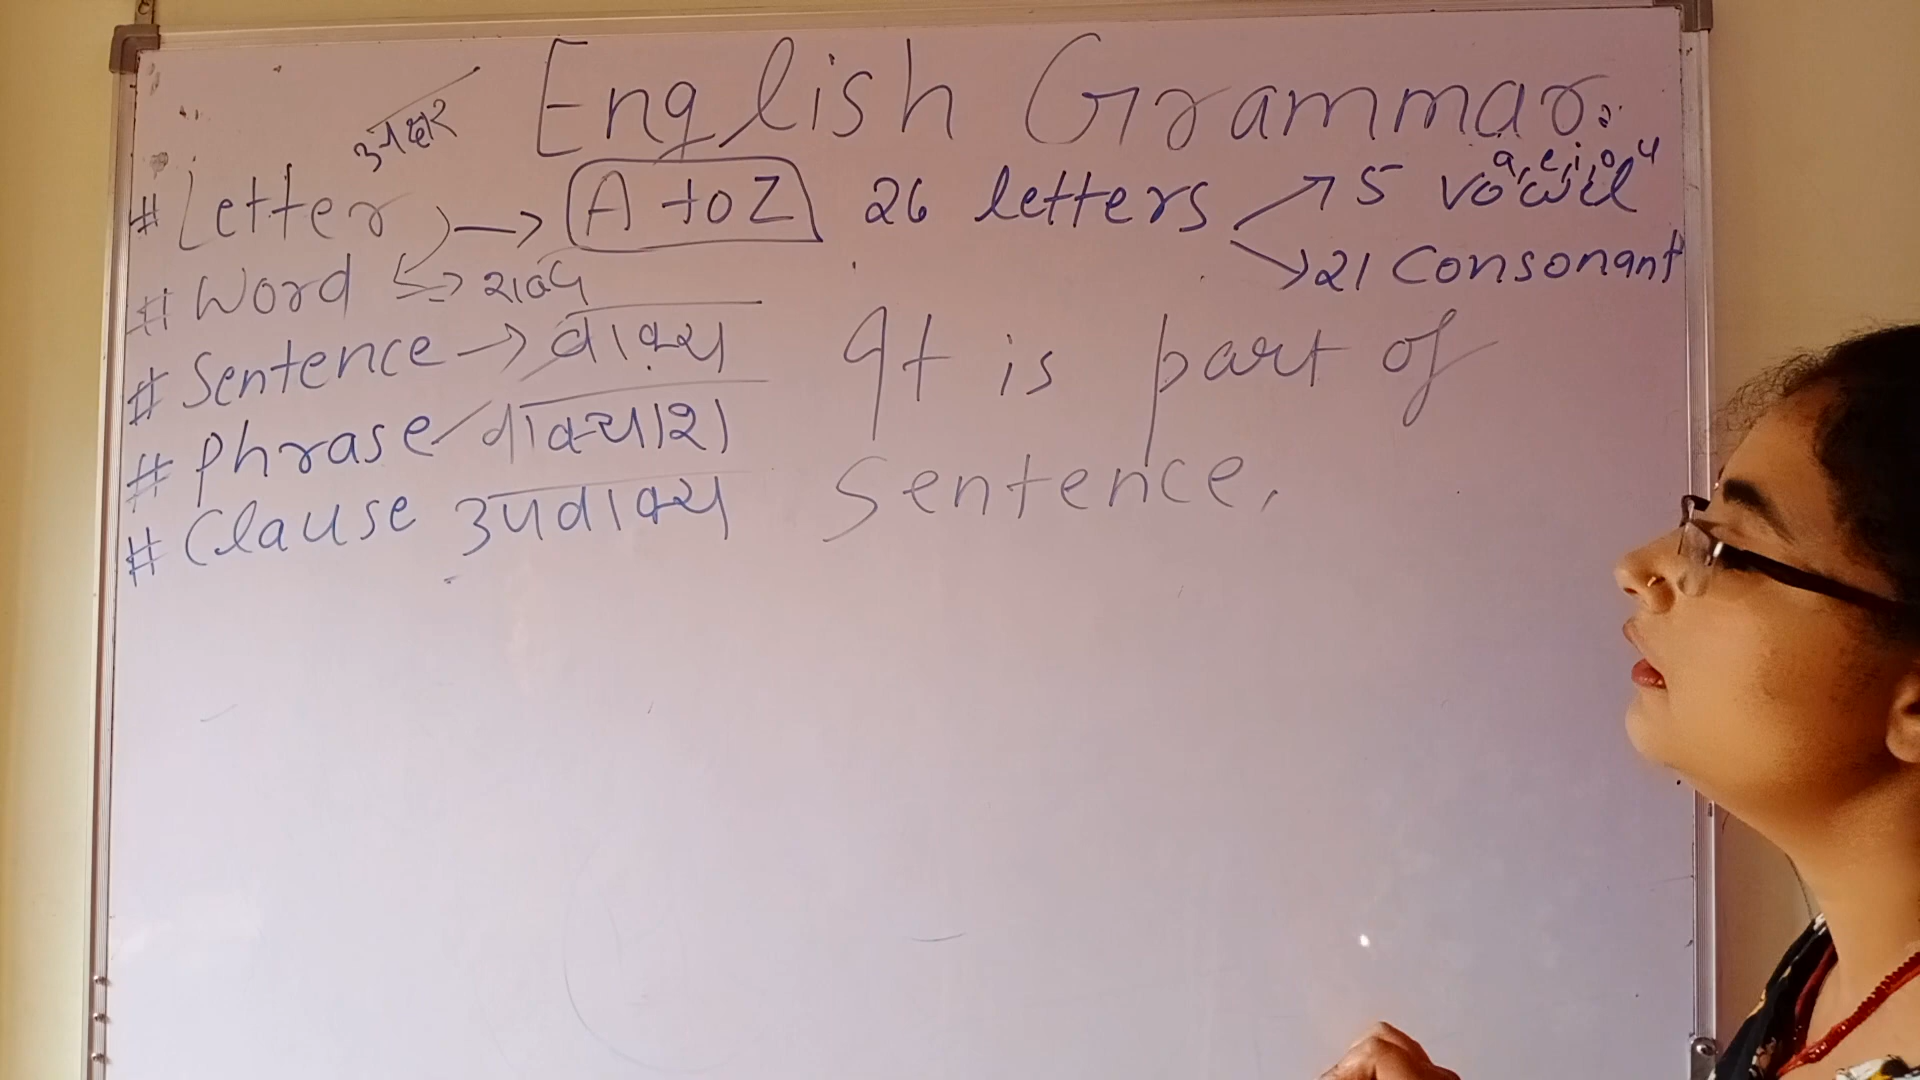 English Grammar.
अक्षर
a, e, i, o, u
# Letter → A to Z 26 letters → 5 vowel
→ 21 Consonant
# Word → शब्द
# Sentence → वाक्य It is part of
# Phrase वाक्यांश Sentence.
# Clause उपवाक्य